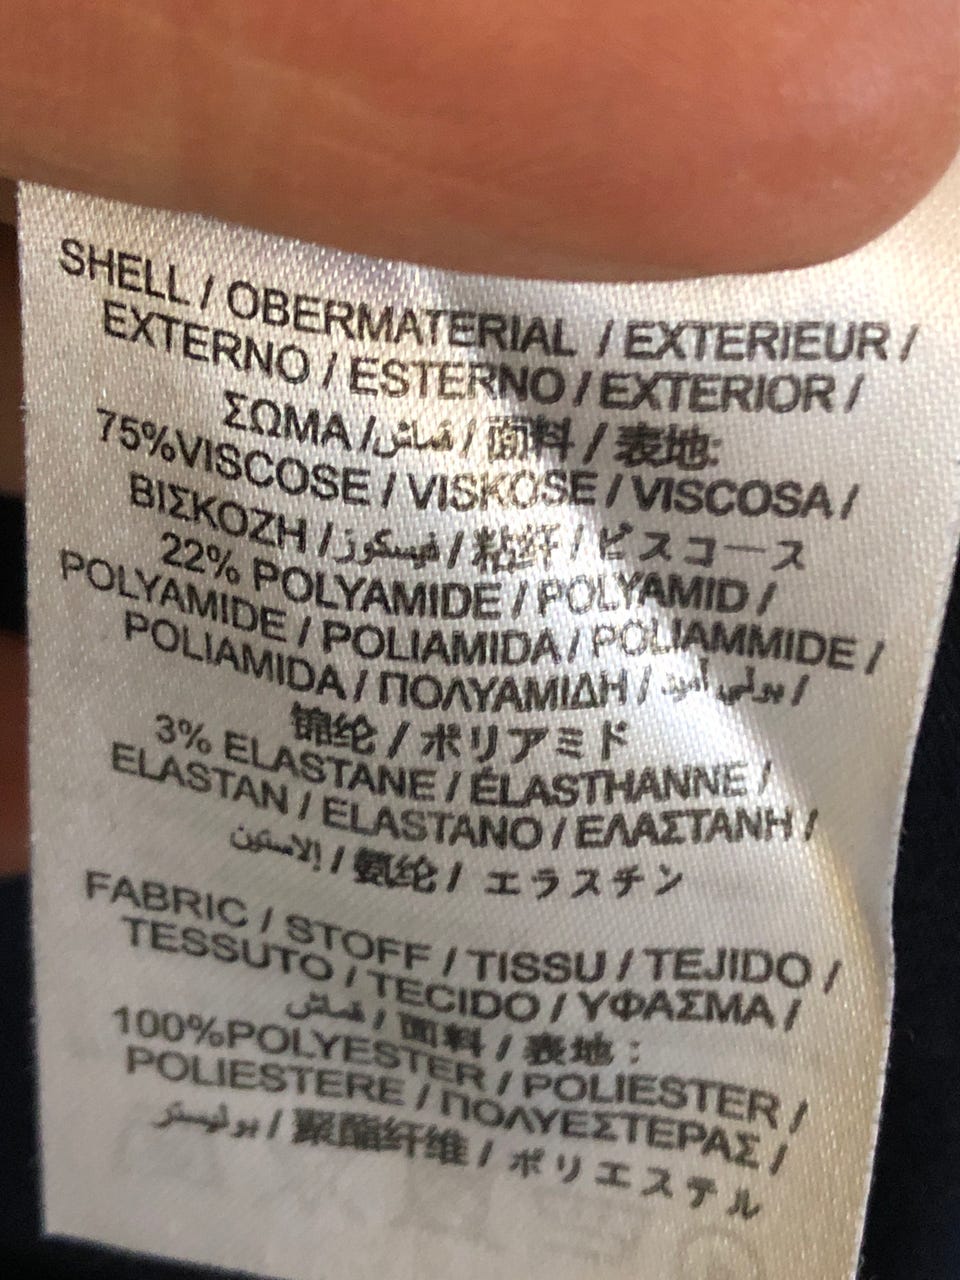 SHELL / OBERMATERIAL / EXTERIEUR /
EXTERNO / ESTERNO / EXTERIOR /
ΣΩΜΑ / قماش / 面料 / 表地:
75%VISCOSE / VISKOSE / VISCOSA /
ΒΙΣΚΟΖΗ / فيسكوز / 粘纤 / ビスコース
22% POLYAMIDE / POLYAMID /
POLYAMIDE / POLIAMIDA / POLIAMMIDE /
POLIAMIDA / ΠΟΛΥΑΜΙΔΗ / بولي أميد /
锦纶 / ポリアミド
3% ELASTANE / ÉLASTHANNE /
ELASTAN / ELASTANO / ΕΛΑΣΤΑΝΗ /
إلاستين / 氨纶 / エラスチン
FABRIC / STOFF / TISSU / TEJIDO /
TESSUTO / TECIDO / ΥΦΑΣΜΑ /
قماش / 面料 / 表地 :
100%POLYESTER / POLIESTER /
POLIESTERE / ΠΟΛΥΕΣΤΕΡΑΣ /
بوليستر / 聚酯纤维 / ポリエステル